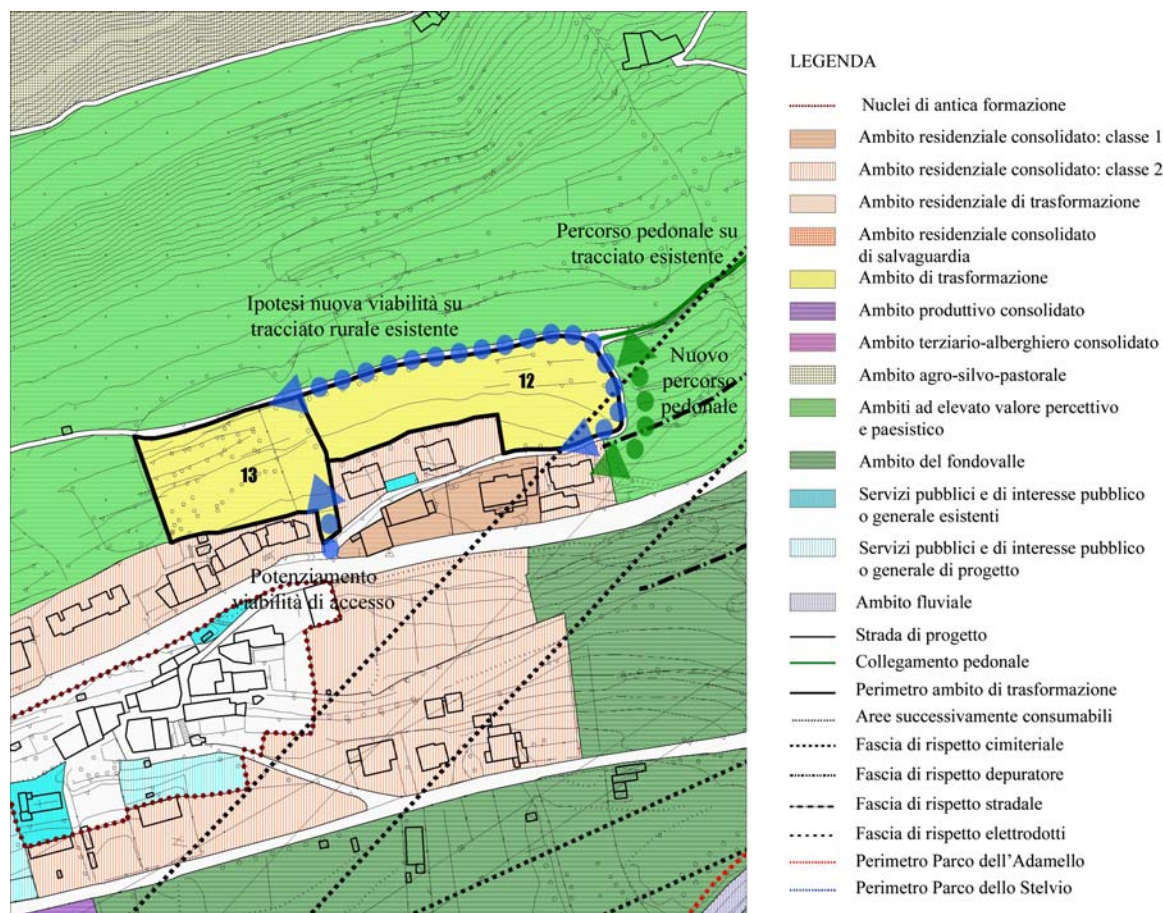 Percorso pedonale su
tracciato esistente
Ipotesi nuova viabilità su
tracciato rurale esistente
Nuovo
percorso
pedonale
12
13
Potenziamento
viabilità di accesso
LEGENDA
Nuclei di antica formazione
Ambito residenziale consolidato: classe 1
Ambito residenziale consolidato: classe 2
Ambito residenziale di trasformazione
Ambito residenziale consolidato
di salvaguardia
Ambito di trasformazione
Ambito produttivo consolidato
Ambito terziario-alberghiero consolidato
Ambito agro-silvo-pastorale
Ambiti ad elevato valore percettivo
e paesistico
Ambito del fondovalle
Servizi pubblici e di interesse pubblico
o generale esistenti
Servizi pubblici e di interesse pubblico
o generale di progetto
Ambito fluviale
Strada di progetto
Collegamento pedonale
Perimetro ambito di trasformazione
Aree successivamente consumabili
Fascia di rispetto cimiteriale
Fascia di rispetto depuratore
Fascia di rispetto stradale
Fascia di rispetto elettrodotti
Perimetro Parco dell'Adamello
Perimetro Parco dello Stelvio